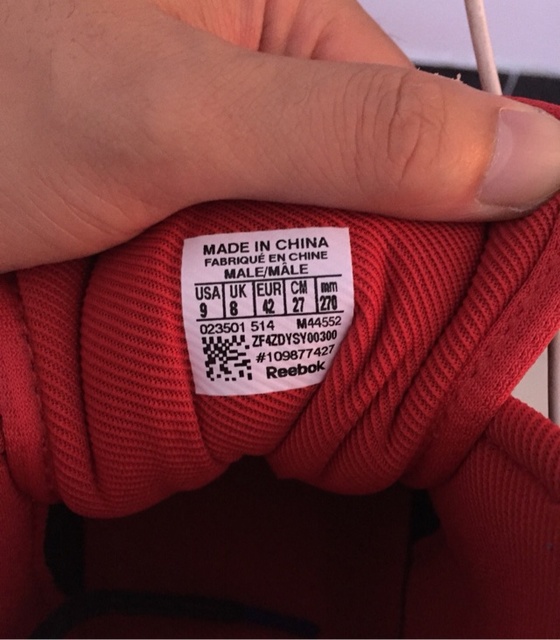 MADE IN CHINA
FABRIQUÉ EN CHINE
MALE/MÂLE
USA UK EUR CM mm
9 8 42 27 270
023501 514 M44552
ZF4ZDYSY00300
#109877427
Reebok